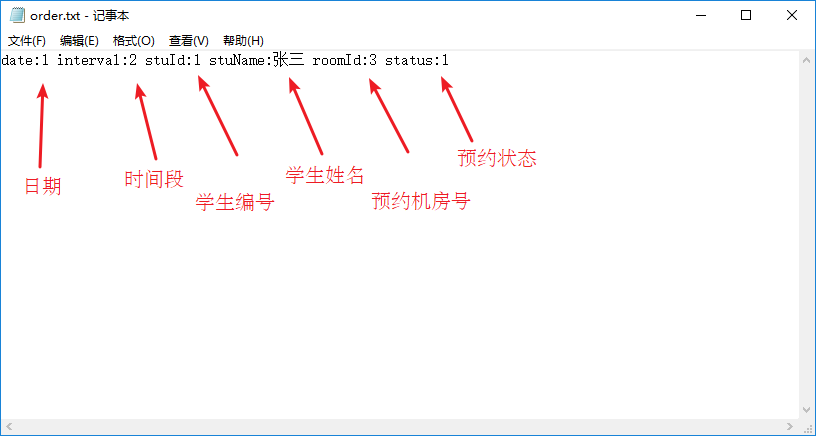 order.txt - 记事本
文件(F) 编辑(E) 格式(O) 查看(V) 帮助(H)
date:1 interval:2 stuId:1 stuName:张三 roomId:3 status:1
日期
时间段
学生编号
学生姓名
预约机房号
预约状态